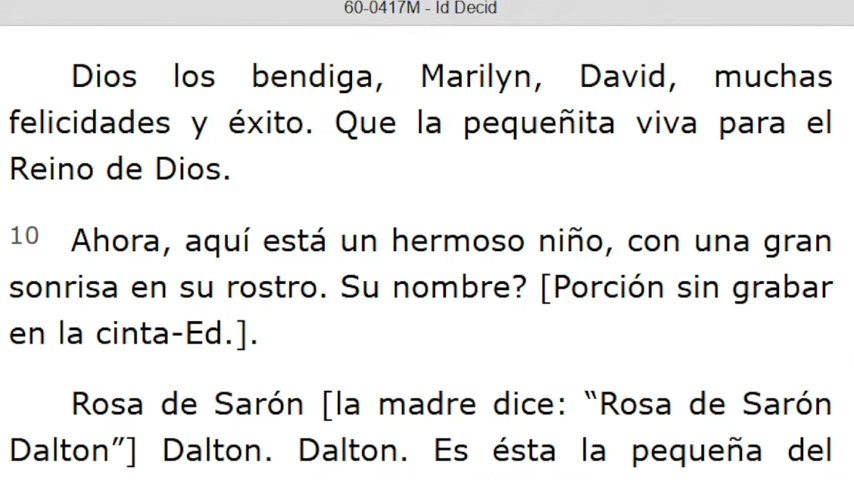 60-0417M - Id Decid
Dios los bendiga, Marilyn, David, muchas
felicidades y éxito. Que la pequeñita viva para el
Reino de Dios.
10 Ahora, aquí está un hermoso niño, con una gran
sonrisa en su rostro. Su nombre? [Porción sin grabar
en la cinta-Ed.].
Rosa de Sarón [la madre dice: “Rosa de Sarón
Dalton”] Dalton. Dalton. Es ésta la pequeña del